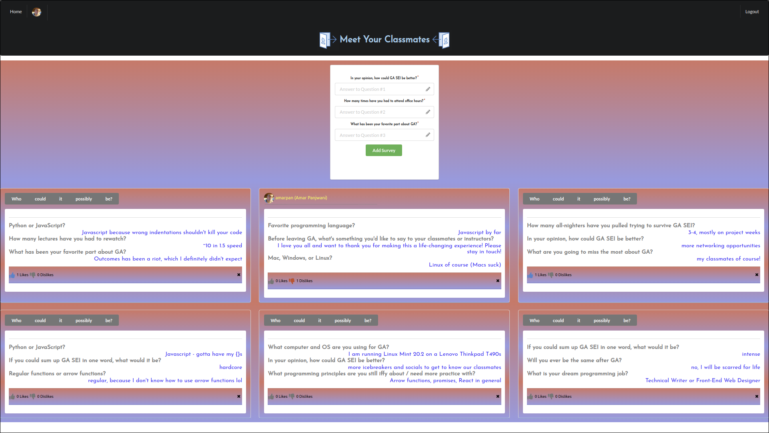 Home
Logout
Meet Your Classmates
In your opinion, how could GA SEI be better?*
Answer to Question #1
How many times have you had to attend office hours?*
Answer to Question #2
What has been your favorite part about GA?*
Answer to Question #3
Add Survey
Who could it possibly be?
Python or JavaScript?
Javascript because wrong indentations shouldn't kill your code
How many lectures have you had to rewatch?
~10 in 1.5 speed
What has been your favorite part about GA?
Outcomes has been a riot, which I definitely didn't expect
1 Likes 0 Dislikes
Favorite programming language?
Javascript by far
Before leaving GA, what's something you'd like to say to your classmates or instructors?
I love you all and want to thank you for making this a life-changing experience! Please
stay in touch!
Mac, Windows, or Linux?
Linux of course (Macs suck)
0 Likes 1 Dislikes
Who could it possibly be?
How many all-nighters have you pulled trying to survive GA SEI?
3-4, mostly on project weeks
In your opinion, how could GA SEI be better?
more networking opportunities
What are you going to miss the most about GA?
my classmates of course!
1 Likes 0 Dislikes
Who could it possibly be?
Python or JavaScript?
Javascript - gotta have my {}s
If you could sum up GA SEI in one word, what would it be?
hardcore
Regular functions or arrow functions?
regular, because I don't know how to use arrow functions lol
0 Likes 0 Dislikes
Who could it possibly be?
What computer and OS are you using for GA?
I am running Linux Mint 20.2 on a Lenovo Thinkpad T490s
In your opinion, how could GA SEI be better?
more icebreakers and socials to get to know our classmates
What programming principles are you still iffy about / need more practice with?
Arrow functions, promises, React in general
0 Likes 0 Dislikes
Who could it possibly be?
If you could sum up GA SEI in one word, what would it be?
intense
Will you ever be the same after GA?
no, I will be scarred for life
What is your dream programming job?
Technical Writer or Front-End Web Designer
0 Likes 0 Dislikes